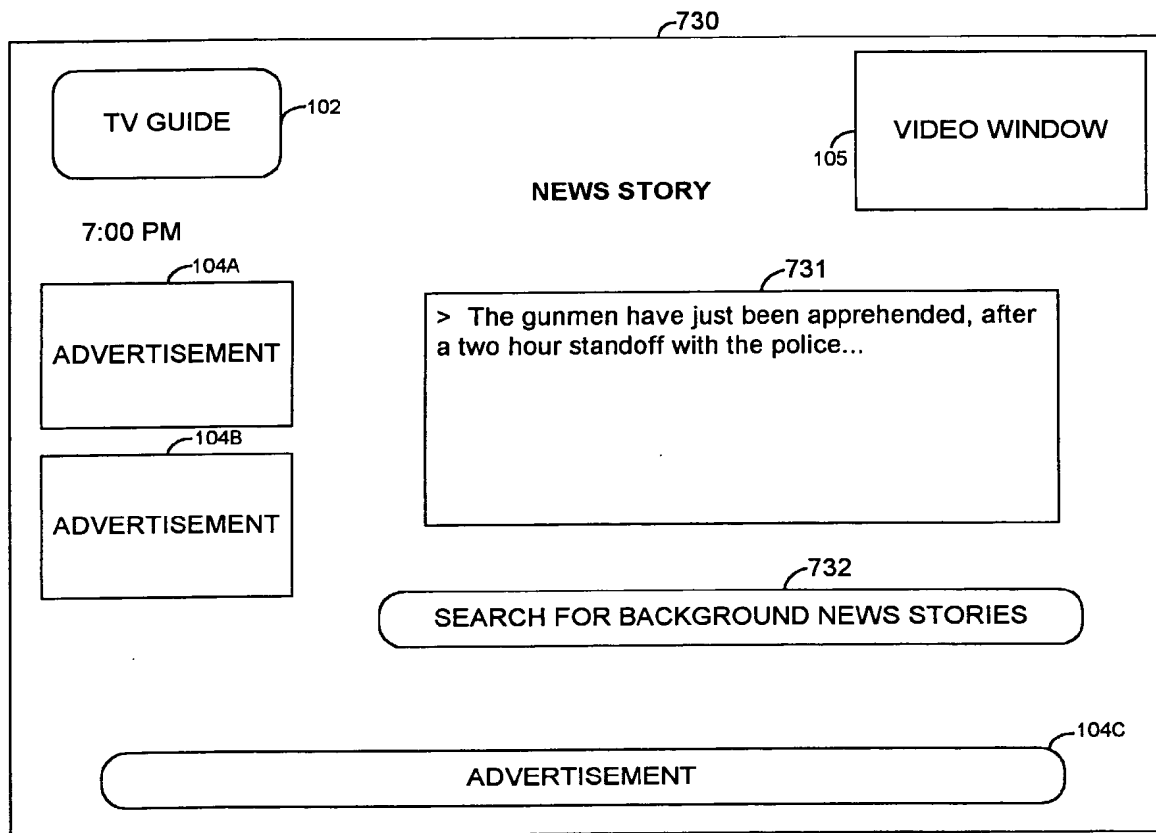 730
TV GUIDE
102
VIDEO WINDOW
105
NEWS STORY
7:00 PM
104A
ADVERTISEMENT
731
> The gunmen have just been apprehended, after
a two hour standoff with the police...
104B
ADVERTISEMENT
732
SEARCH FOR BACKGROUND NEWS STORIES
104C
ADVERTISEMENT